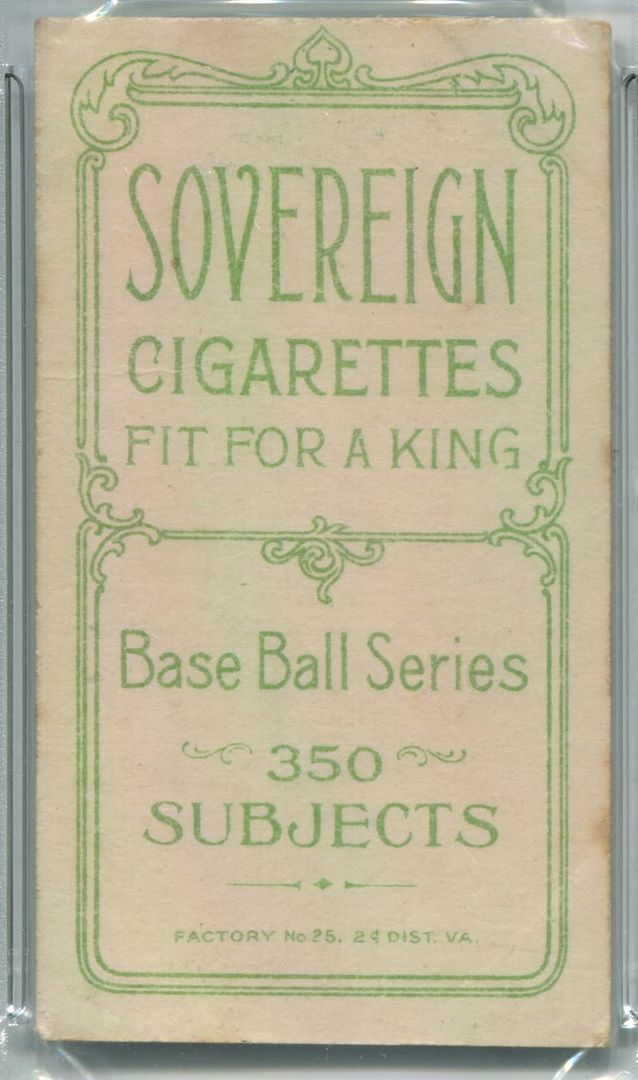 SOVEREIGN
CIGARETTES
FIT FOR A KING
Base Ball Series
350
SUBJECTS
FACTORY No 25. 2d DIST. VA.